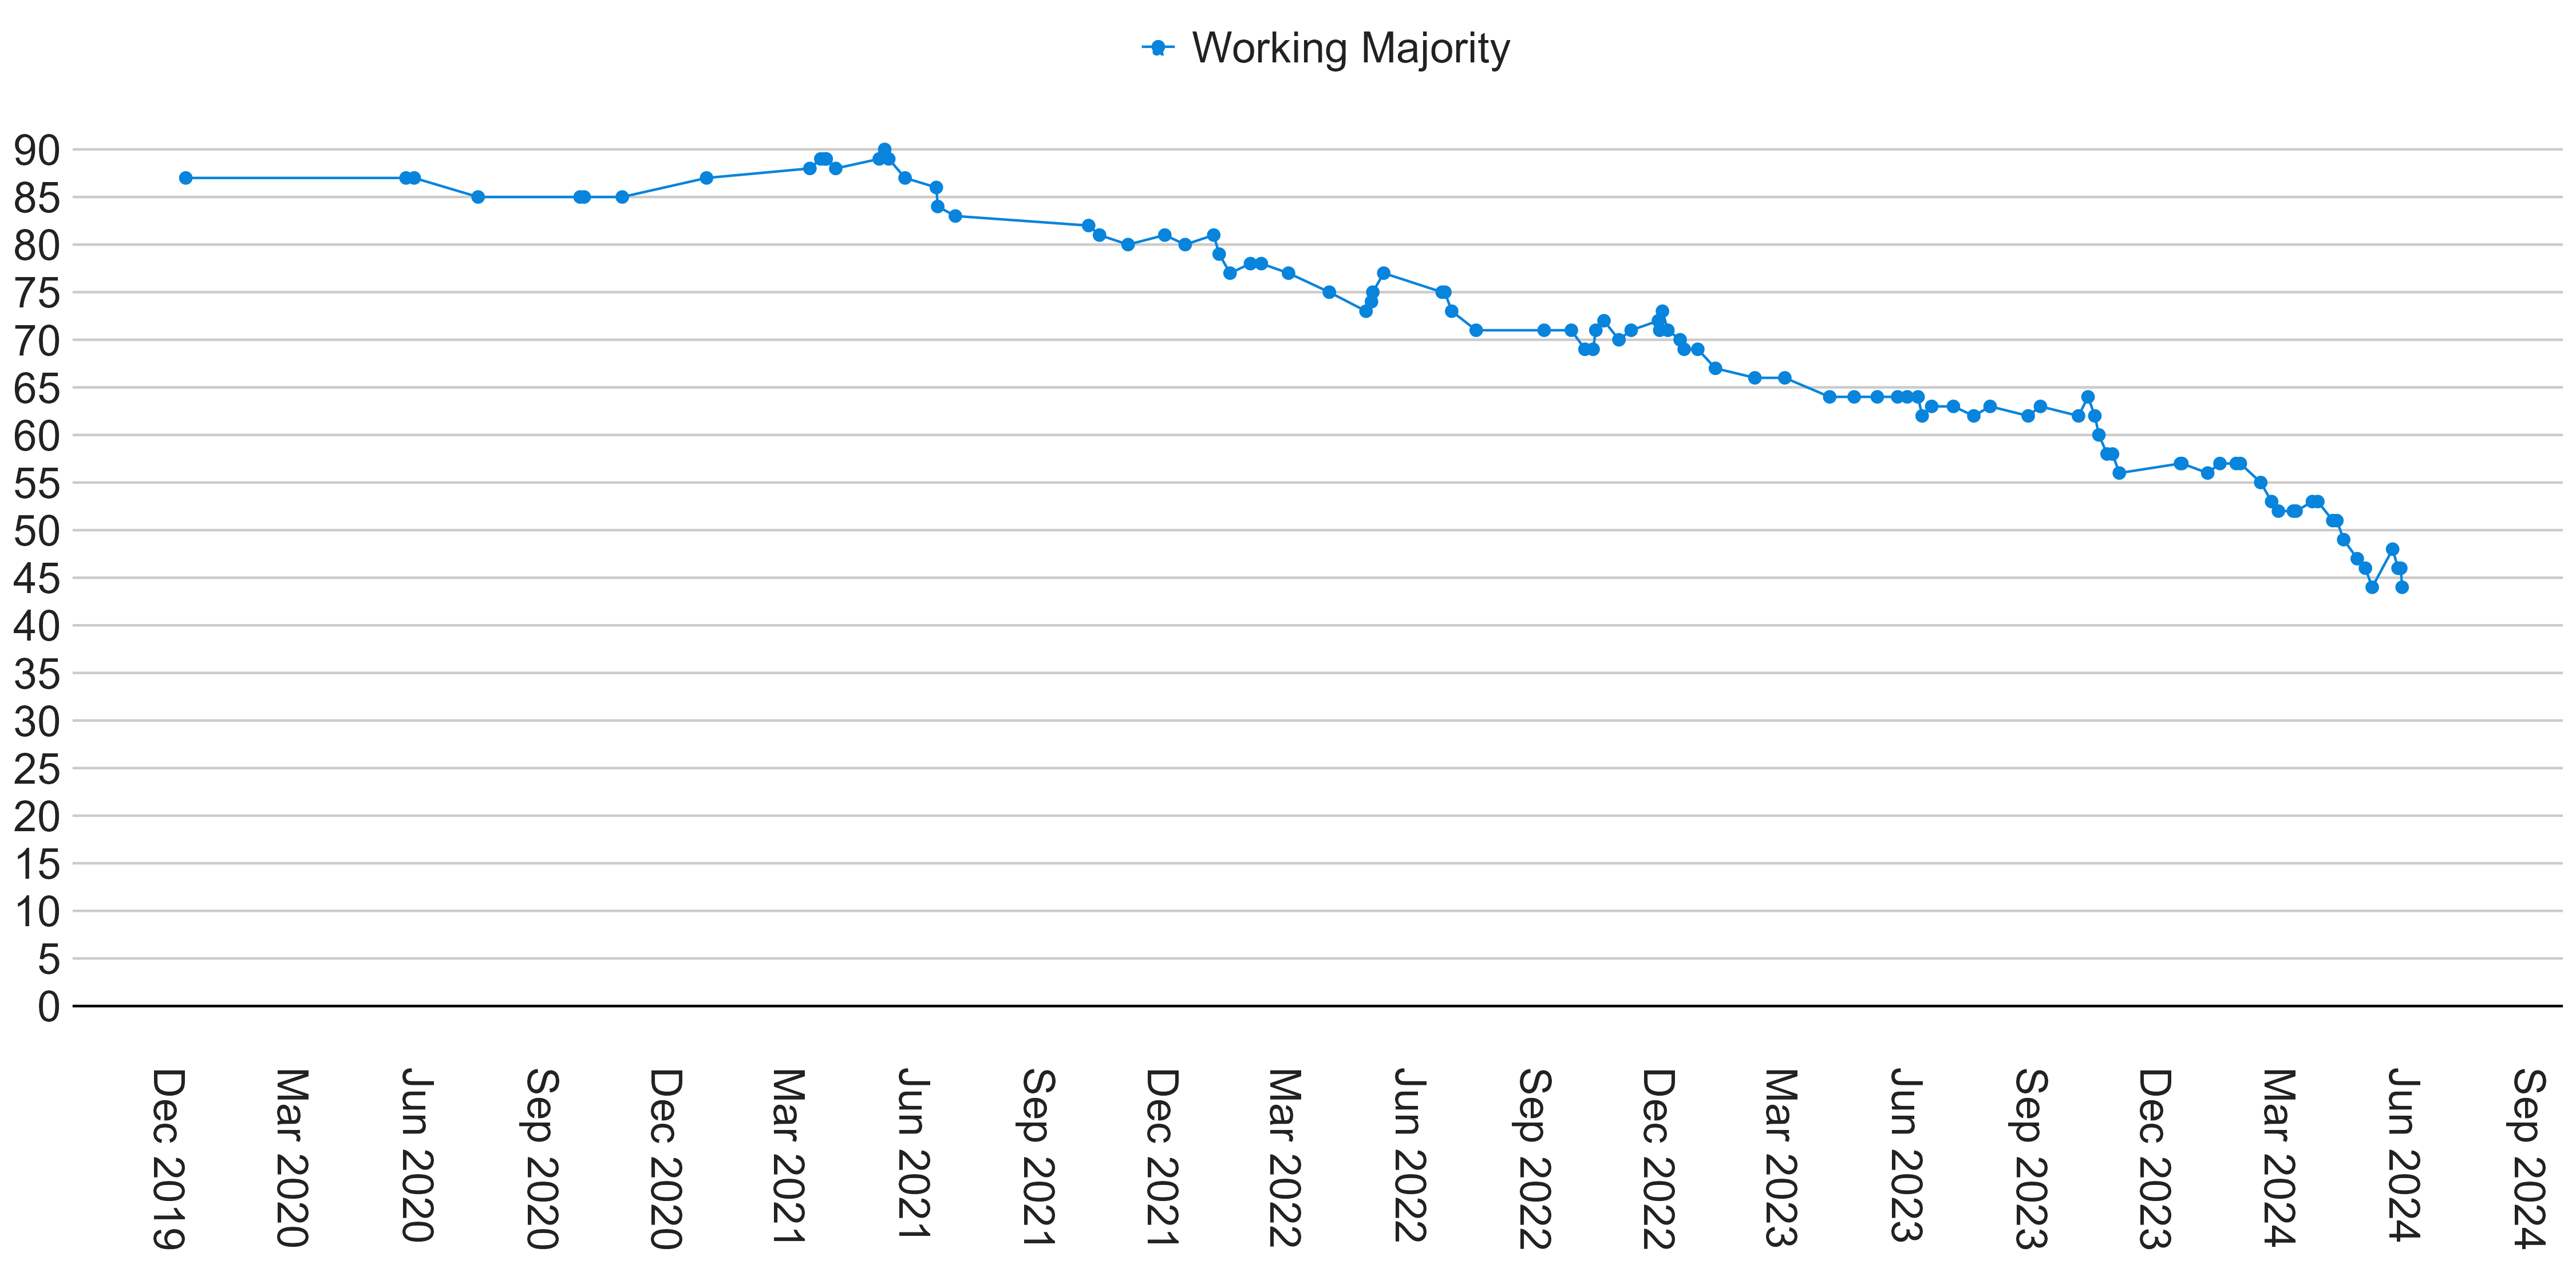 Working Majority
90
85
80
75
70
65
60
55
50
45
40
35
30
25
20
15
10
5
0
Dec 2019
Mar 2020
Jun 2020
Sep 2020
Dec 2020
Mar 2021
Jun 2021
Sep 2021
Dec 2021
Mar 2022
Jun 2022
Sep 2022
Dec 2022
Mar 2023
Jun 2023
Sep 2023
Dec 2023
Mar 2024
Jun 2024
Sep 2024